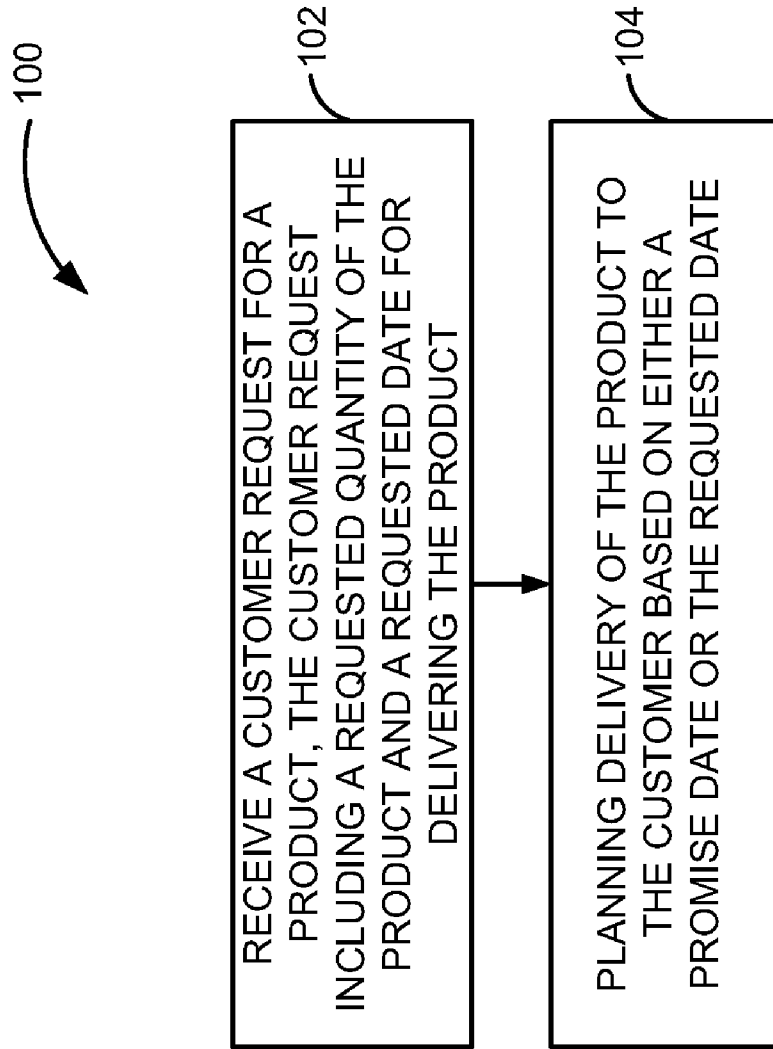 100
RECEIVE A CUSTOMER REQUEST FOR A
PRODUCT, THE CUSTOMER REQUEST
INCLUDING A REQUESTED QUANTITY OF THE
PRODUCT AND A REQUESTED DATE FOR
DELIVERING THE PRODUCT
102
PLANNING DELIVERY OF THE PRODUCT TO
THE CUSTOMER BASED ON EITHER A
PROMISE DATE OR THE REQUESTED DATE
104